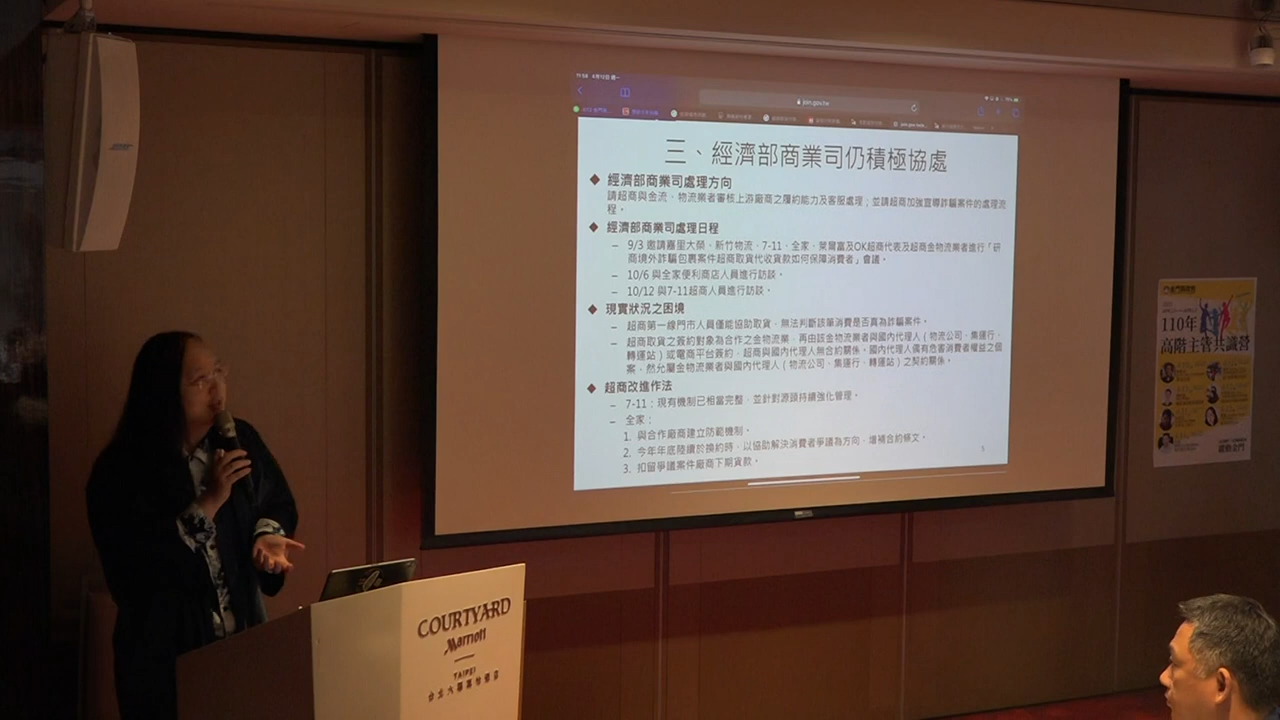 11:58 4月12日 週一
join.gov.tw
三、經濟部商業司仍積極協處
◆ 經濟部商業司處理方向
請超商與金流、物流業者審核上游廠商之履約能力及客服處理；並請超商加強宣導詐騙案件的處理流
程。
◆ 經濟部商業司處理日程
– 9/3 邀請嘉里大榮、新竹物流、7-11、全家、萊爾富及OK超商代表及超商金物流業者進行「研
商境外詐騙包裹案件超商取貨代收貨款如何保障消費者」會議。
– 10/6 與全家便利商店人員進行訪談。
– 10/12 與7-11超商人員進行訪談。
◆ 現實狀況之困境
– 超商第一線門市人員僅能協助取貨，無法判斷該筆消費是否真為詐騙案件。
– 超商取貨之簽約對象為合作之金物流業，再由該金物流業者與國內代理人（物流公司、集運行、
轉運站）或電商平台簽約，超商與國內代理人無合約關係。國內代理人儘有危害消費者權益之個
案，然允屬金物流業者與國內代理人（物流公司、集運行、轉運站）之契約關係。
◆ 超商改進作法
– 7-11：現有機制已相當完整，並針對源頭持續強化管理。
– 全家：
1. 與合作廠商建立防範機制。
2. 今年年底陸續於換約時，以協助解決消費者爭議為方向，增補合約條文。
3. 扣留爭議案件廠商下期貨款。
5
110年
高階主管共識營
COURTYARD
Marriott
TAIPEI